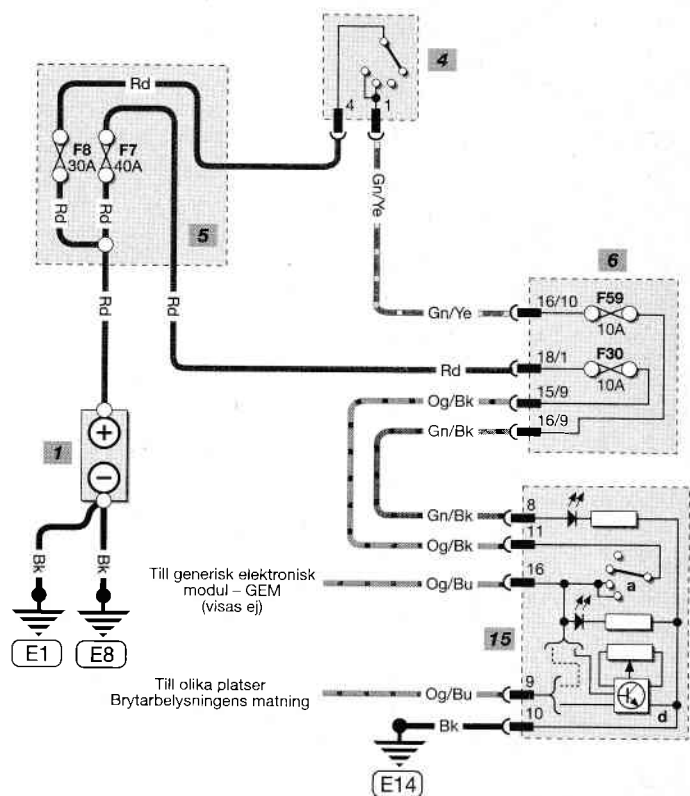 4
4 1
Rd
F8
30A
F7
40A
Rd
Rd
5
Gn/Ye
6
Rd
Rd
Gn/Ye
16/10
F59
10A
Rd
18/1
F30
10A
Og/Bk
15/9
Gn/Bk
16/9
1
+
−
Bk
Bk
E1
E8
Gn/Bk
8
Og/Bk
11
Till generisk elektronisk
modul – GEM
(visas ej)
Og/Bu
16
a
15
Till olika platser
Brytarbelysningens matning
Og/Bu
9
d
Bk
10
E14